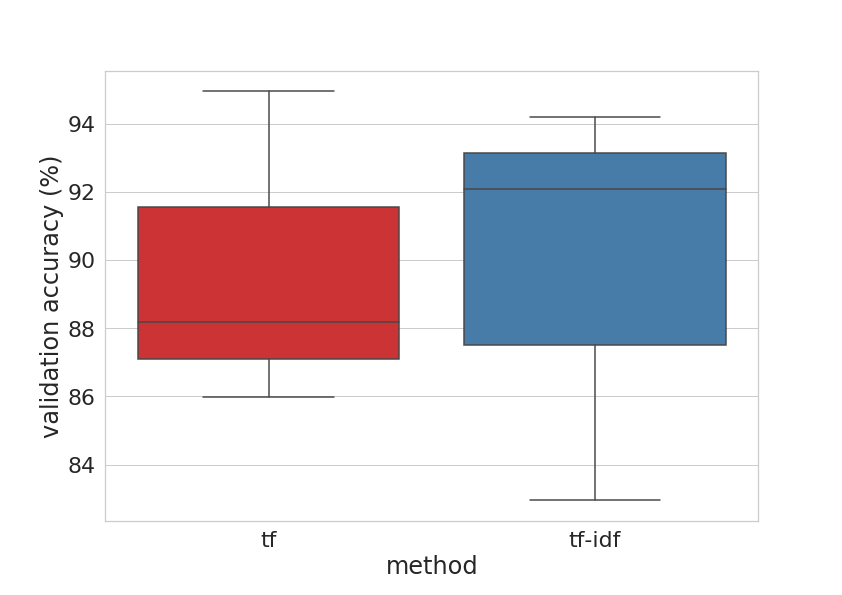 validation accuracy (%)
94
92
90
88
86
84
tf
tf-idf
method